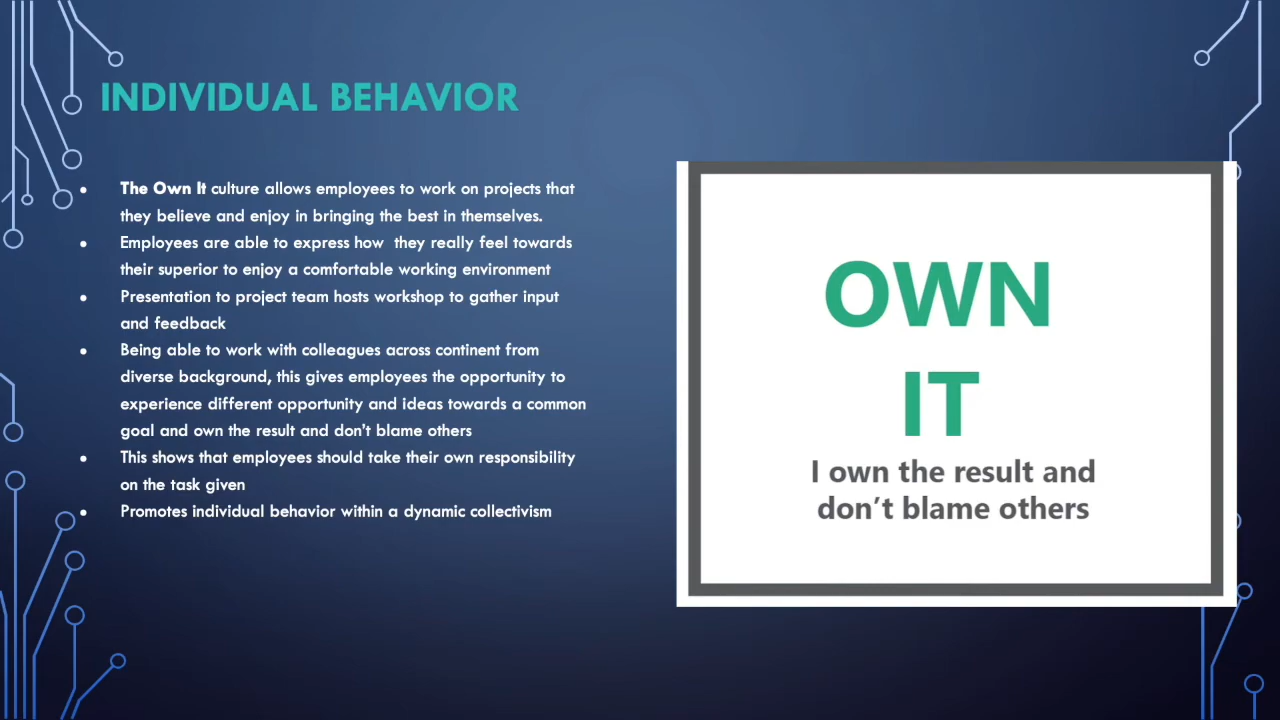 INDIVIDUAL BEHAVIOR
The Own It culture allows employees to work on projects that
they believe and enjoy in bringing the best in themselves.
Employees are able to express how  they really feel towards
their superior to enjoy a comfortable working environment
Presentation to project team hosts workshop to gather input
and feedback
Being able to work with colleagues across continent from
diverse background, this gives employees the opportunity to
experience different opportunity and ideas towards a common
goal and own the result and don't blame others
This shows that employees should take their own responsibility
on the task given
Promotes individual behavior within a dynamic collectivism
OWN
IT
I own the result and
don't blame others